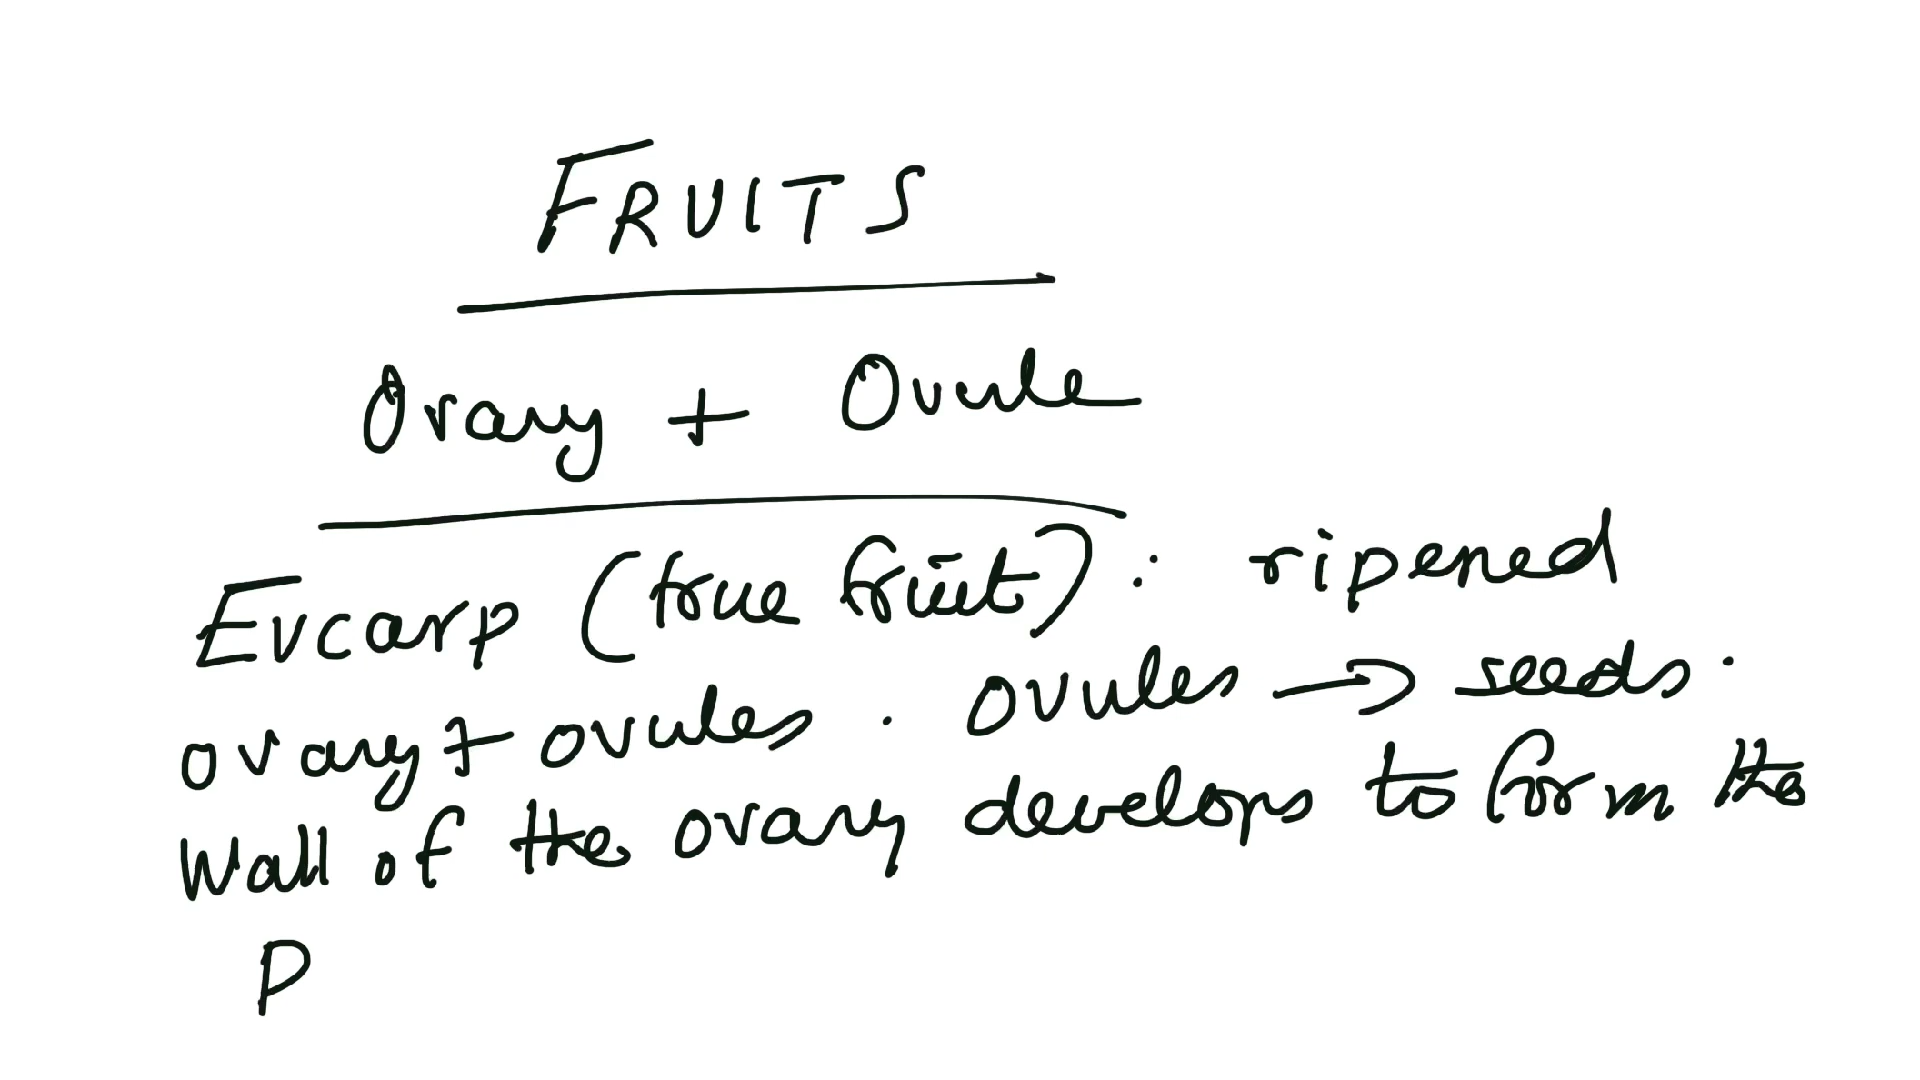 FRUITS
Ovary + Ovule
Evcarp (true fruit) : ripened
ovary + ovules . ovules → seeds .
Wall of the ovary develops to form the
P